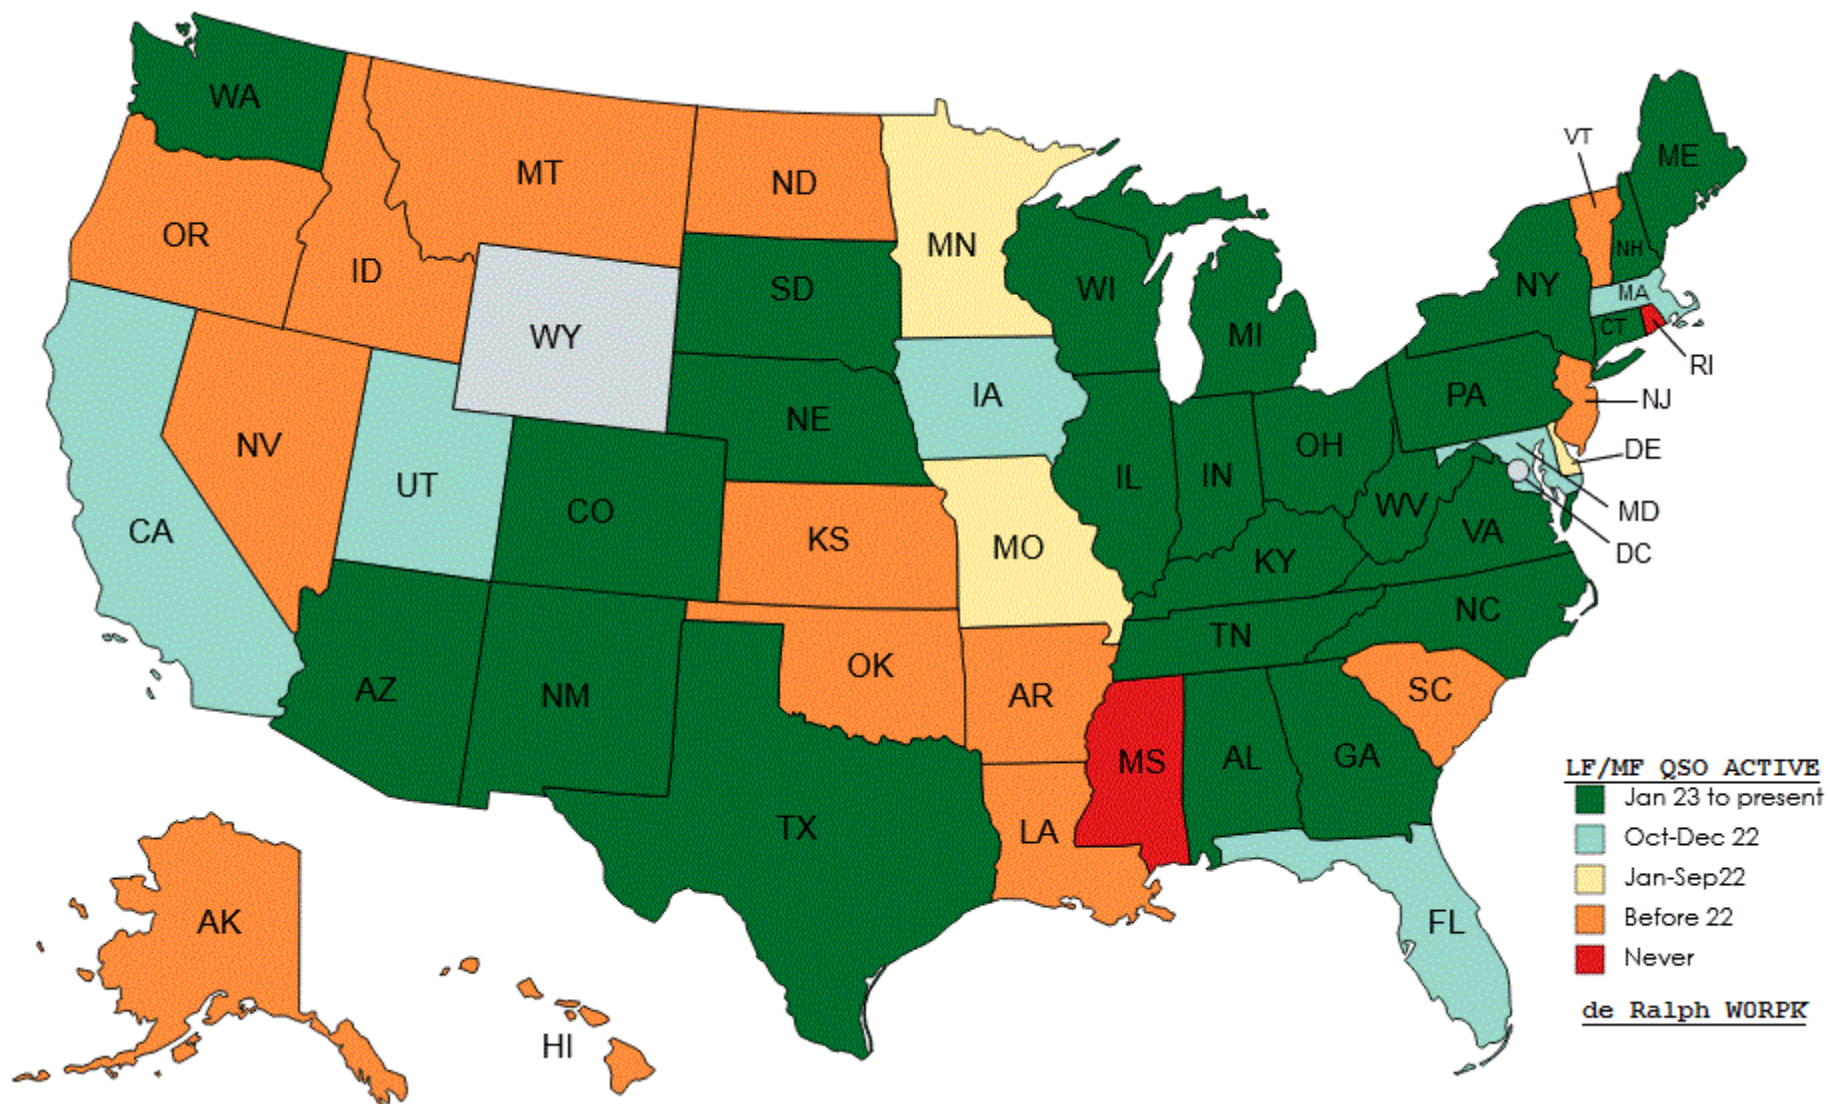 WA
VT
ME
MT
ND
OR
MN
NH
ID
SD
WI
NY
MA
WY
MI
CT
RI
IA
PA
NJ
NE
NV
OH
DE
UT
IL
IN
CO
WV
MD
CA
KS
MO
VA
DC
KY
NC
TN
OK
AZ
NM
AR
SC
MS
AL
GA
LF/MF QSO ACTIVE
Jan 23 to present
TX
LA
Oct-Dec 22
Jan-Sep22
AK
FL
Before 22
Never
de Ralph W0RPK
HI